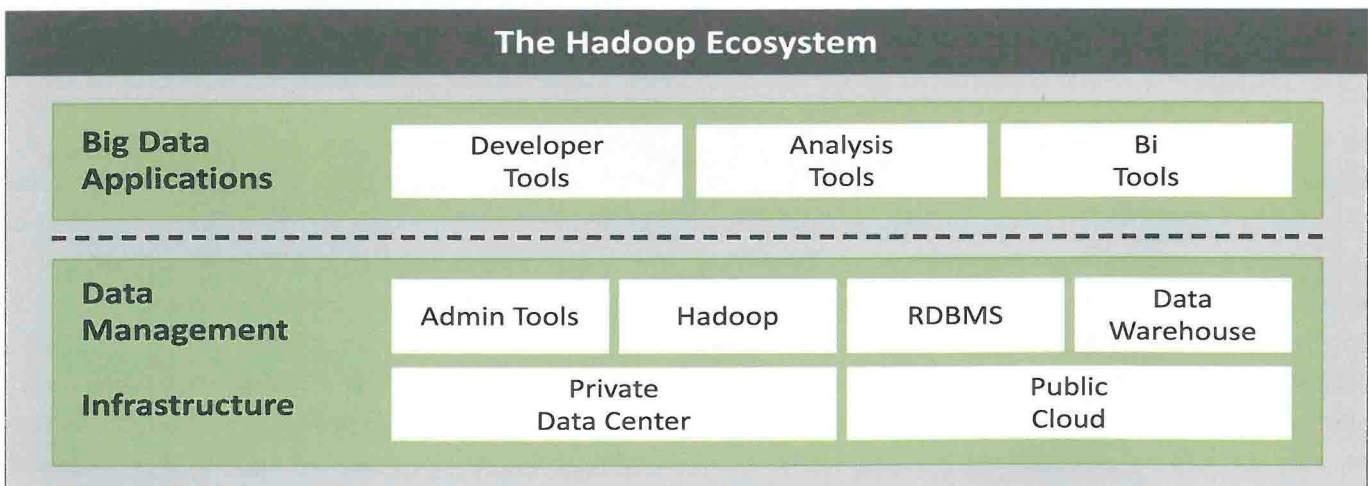 The Hadoop Ecosystem
Big Data
Applications
Developer
Tools
Analysis
Tools
Bi
Tools
Data
Management
Admin Tools
Hadoop
RDBMS
Data
Warehouse
Infrastructure
Private
Data Center
Public
Cloud